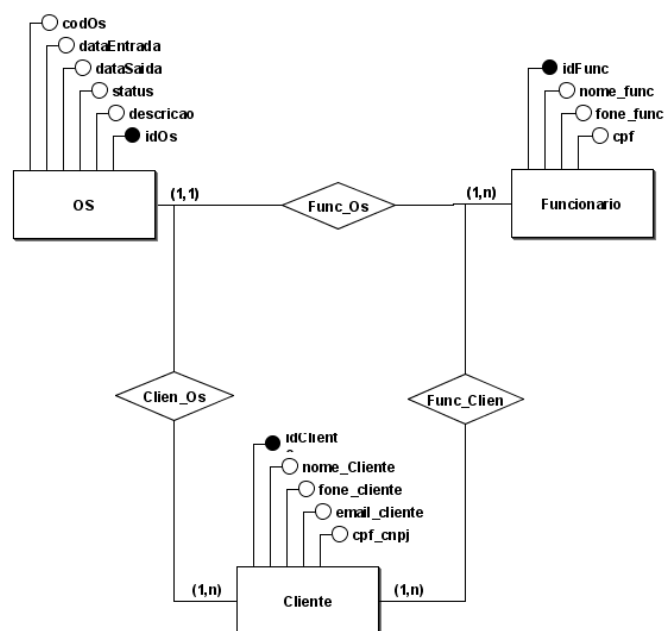 codOs
dataEntrada
dataSaida
status
descricao
idOs
idFunc
nome_func
fone_func
cpf
OS
(1,1)
Func_Os
(1,n)
Funcionario
Clien_Os
Func_Clien
idClient
nome_Cliente
fone_cliente
email_cliente
cpf_cnpj
(1,n)
Cliente
(1,n)